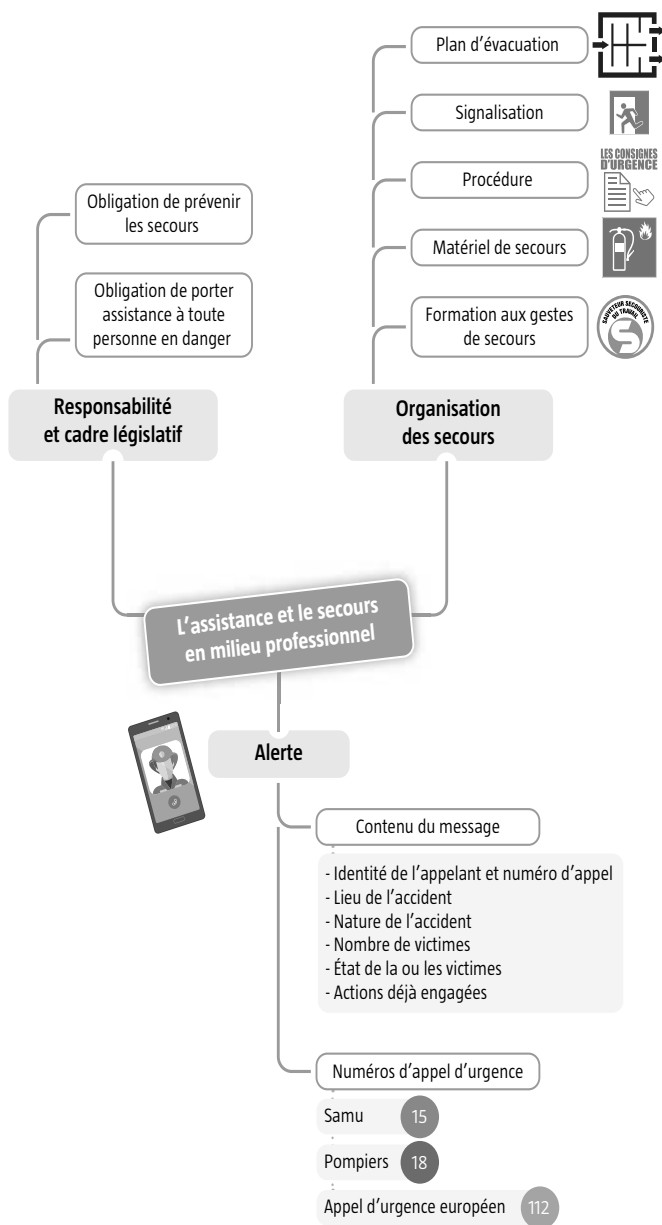 Plan d'évacuation
Signalisation
LES CONSIGNES
D'URGENCE
Procédure
Matériel de secours
Formation aux gestes
de secours
SAUVETEUR SECOURISTE
DU TRAVAIL
Obligation de prévenir
les secours
Obligation de porter
assistance à toute
personne en danger
Responsabilité
et cadre législatif
Organisation
des secours
L'assistance et le secours
en milieu professionnel
Alerte
Contenu du message
- Identité de l'appelant et numéro d'appel
- Lieu de l'accident
- Nature de l'accident
- Nombre de victimes
- État de la ou les victimes
- Actions déjà engagées
Numéros d'appel d'urgence
Samu 15
Pompiers 18
Appel d'urgence européen 112